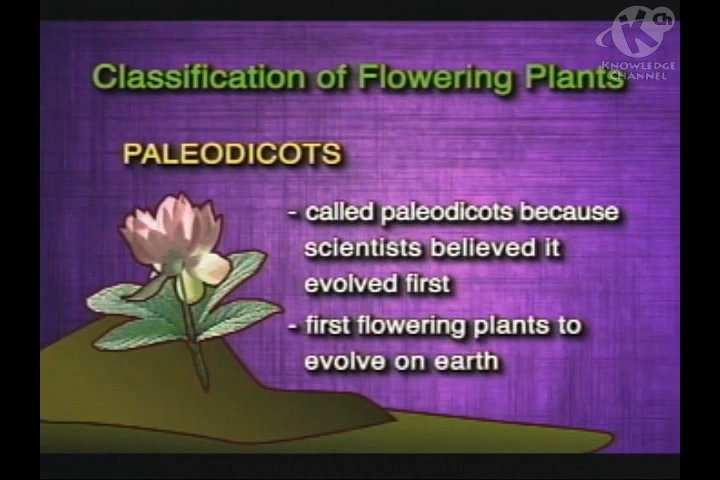 K Ch
KNOWLEDGE
CHANNEL
Classification of Flowering Plants
PALEODICOTS
- called paleodicots because
scientists believed it
evolved first
- first flowering plants to
evolve on earth